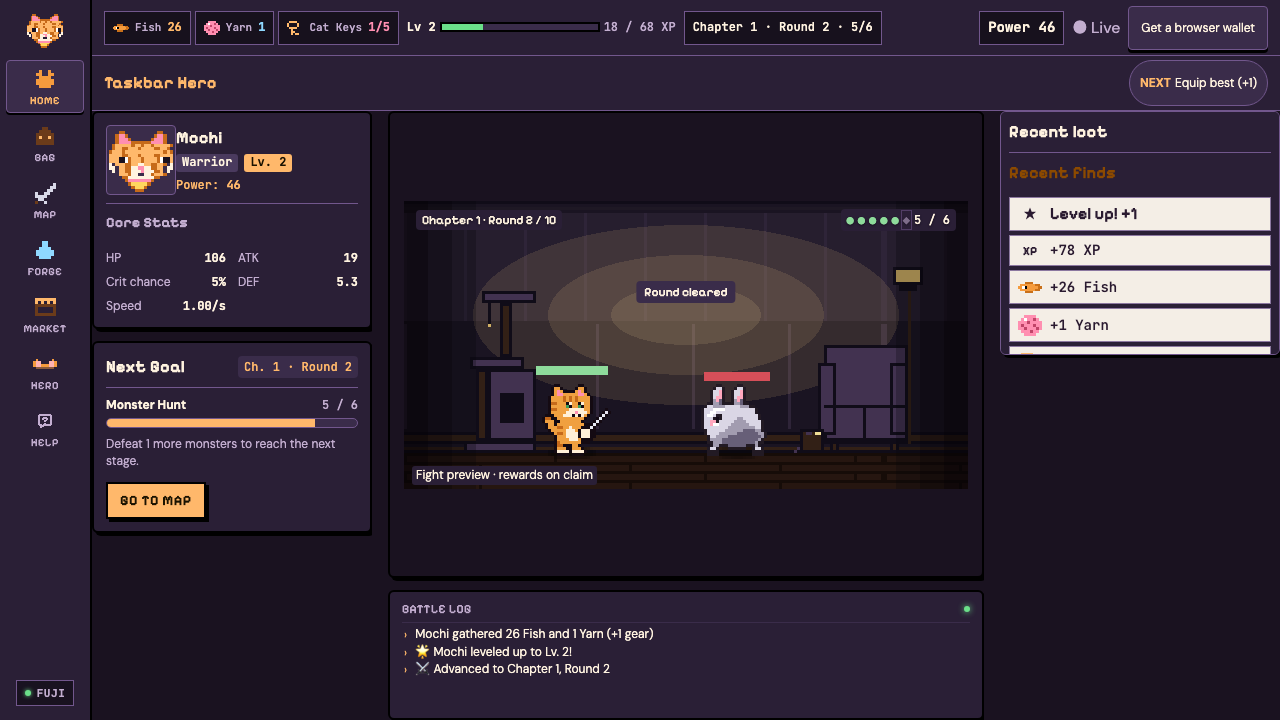 Fish 26
Yarn 1
Cat Keys 1/5
Lv 2
18 / 68 XP
Chapter 1 · Round 2 · 5/6
Power 46
Live
Get a browser wallet
Taskbar Hero
NEXT Equip best (+1)
HOME
BAG
MAP
FORGE
MARKET
HERO
HELP
FUJI
Mochi
Warrior
Lv. 2
Power: 46
Core Stats
HP 106 ATK 19
Crit chance 5% DEF 5.3
Speed 1.00/s
Next Goal
Ch. 1 · Round 2
Monster Hunt 5 / 6
Defeat 1 more monsters to reach the next
stage.
GO TO MAP
Chapter 1 · Round 2 / 10
5 / 6
Round cleared
Fight preview · rewards on claim
BATTLE LOG
› Mochi gathered 26 Fish and 1 Yarn (+1 gear)
› 🌟 Mochi leveled up to Lv. 2!
› ⚔️ Advanced to Chapter 1, Round 2
Recent loot
Recent finds
★ Level up! +1
XP +78 XP
+26 Fish
+1 Yarn